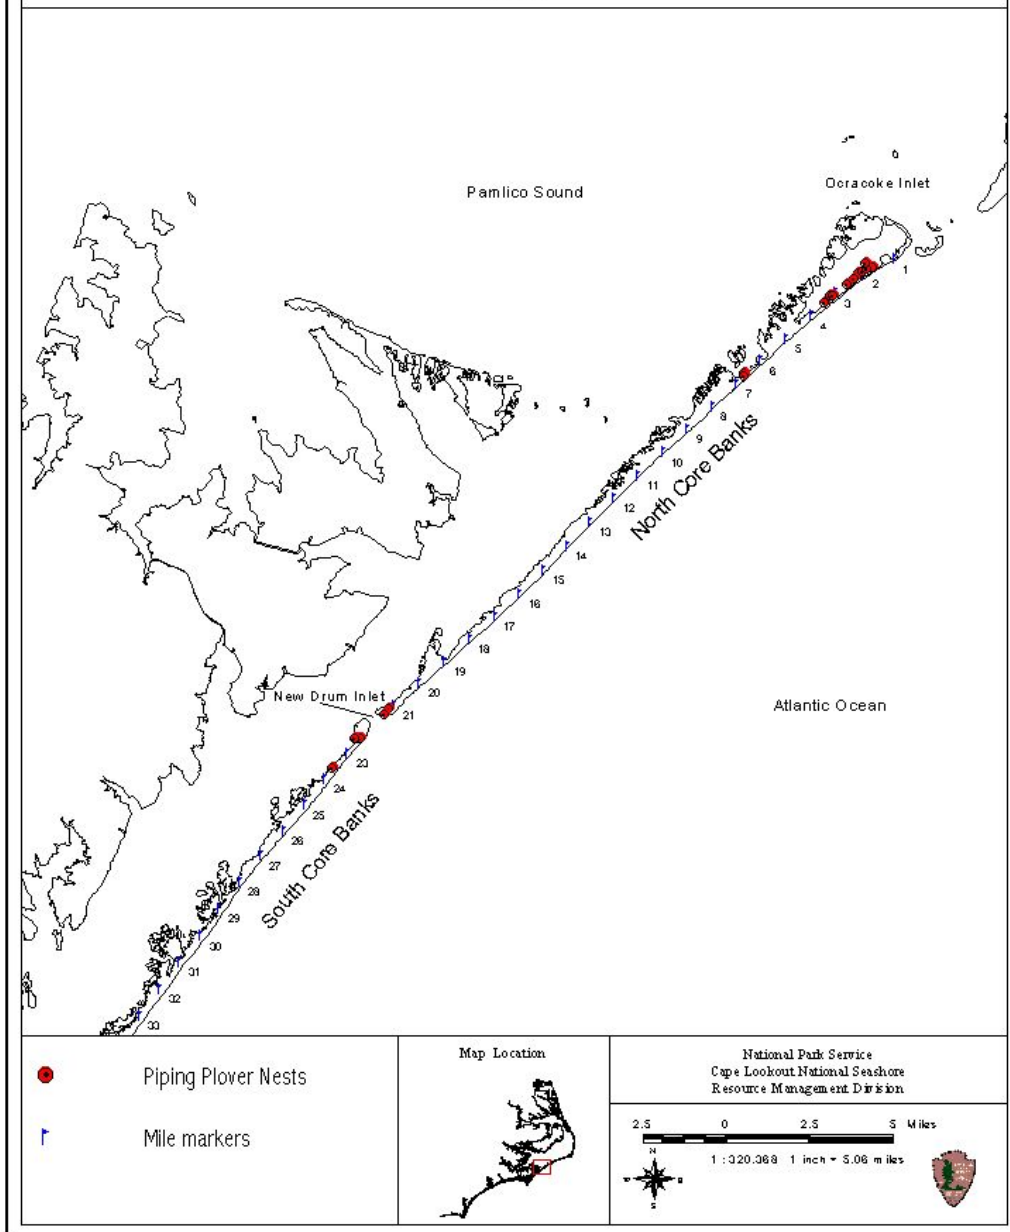 Pamlico Sound
Ocracoke Inlet
1
2
3
4
5
6
7
8
9
10
11
12
13
14
15
16
17
18
19
20
21
North Core Banks
New Drum Inlet
Atlantic Ocean
23
24
25
26
27
28
29
30
31
32
33
South Core Banks
Piping Plover Nests
Mile markers
Map Location
National Park Service
Cape Lookout National Seashore
Resource Management Division
2.5 0 2.5 5 Miles
1:320,368 1 inch = 5.06 miles
N
S